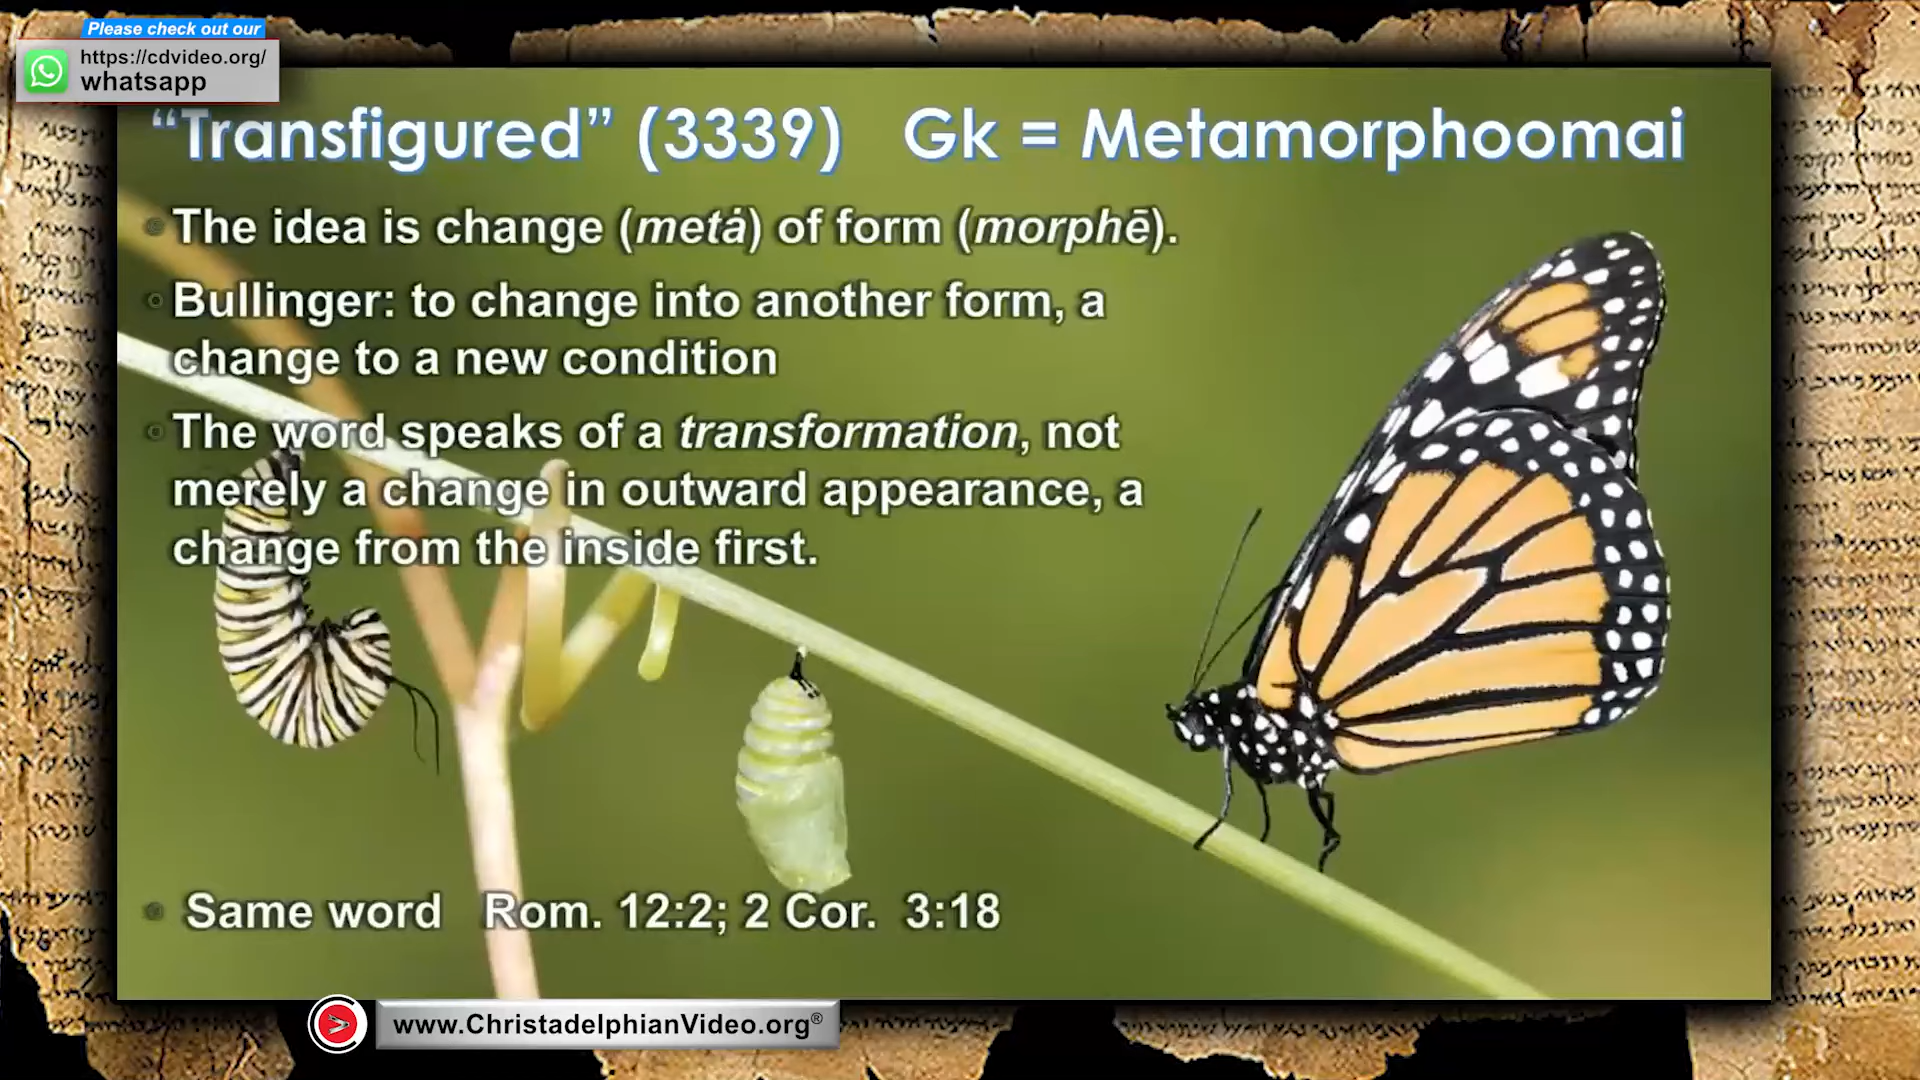 Please check out our
https://cdvideo.org/
whatsapp
“Transfigured” (3339) Gk = Metamorphoomai
The idea is change (metȧ) of form (morphē).
Bullinger: to change into another form, a
change to a new condition
The word speaks of a transformation, not
merely a change in outward appearance, a
change from the inside first.
Same word Rom. 12:2; 2 Cor. 3:18
www.ChristadelphianVideo.org®